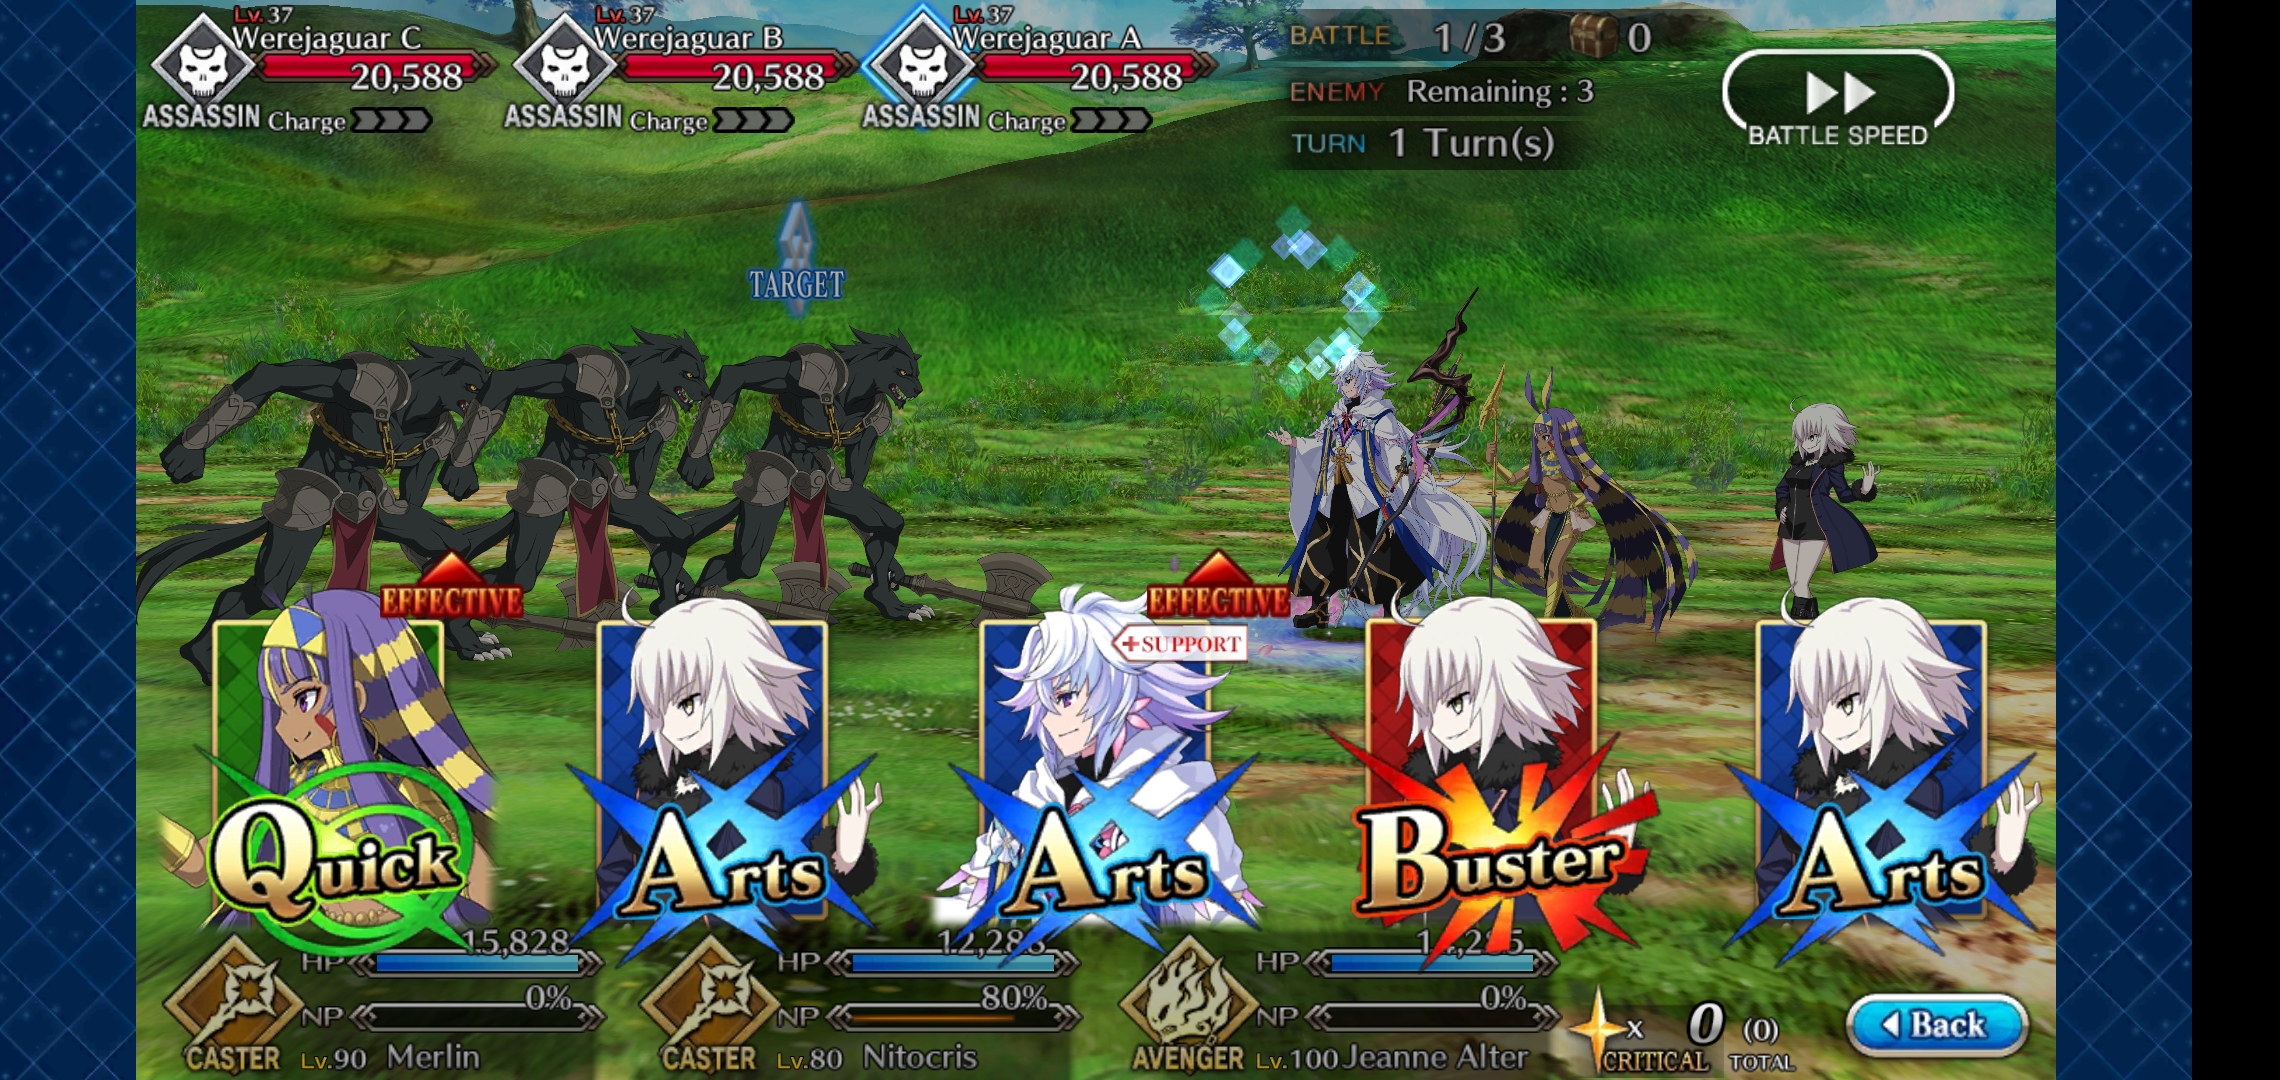 Lv.37
Werejaguar C
20,588
ASSASSIN Charge
Lv.37
Werejaguar B
20,588
ASSASSIN Charge
Lv.37
Werejaguar A
20,588
ASSASSIN Charge
BATTLE 1/3 0
ENEMY Remaining : 3
TURN 1 Turn(s)
BATTLE SPEED
TARGET
EFFECTIVE
EFFECTIVE
+SUPPORT
Quick
Arts
Arts
Buster
Arts
HP 15,828
NP 0%
CASTER Lv.90 Merlin
HP
NP 80%
CASTER Lv.80 Nitocris
HP
NP 0%
AVENGER Lv.100 Jeanne Alter
x 0 (0)
CRITICAL TOTAL
Back